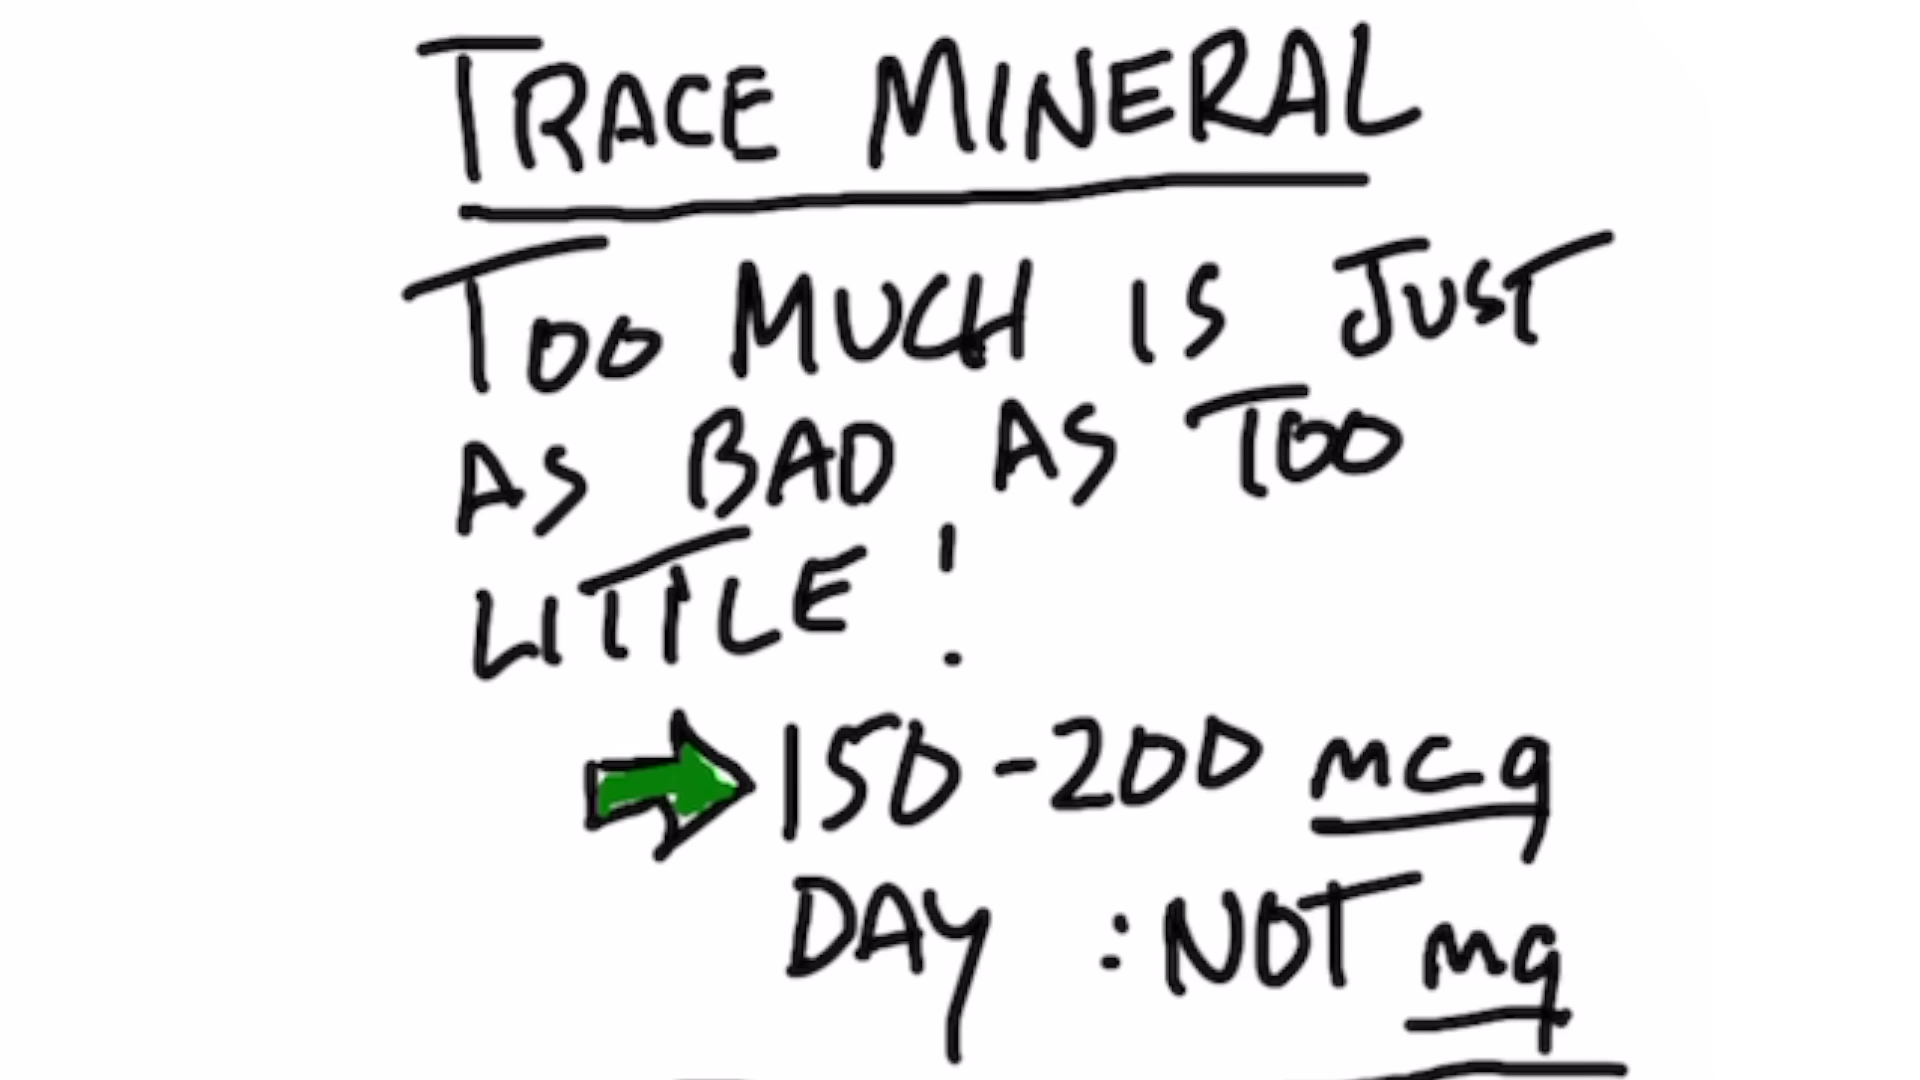 TRACE MINERAL
TOO MUCH IS JUST
AS BAD AS TOO
LITTLE!
150-200 mcg
DAY : NOT mg